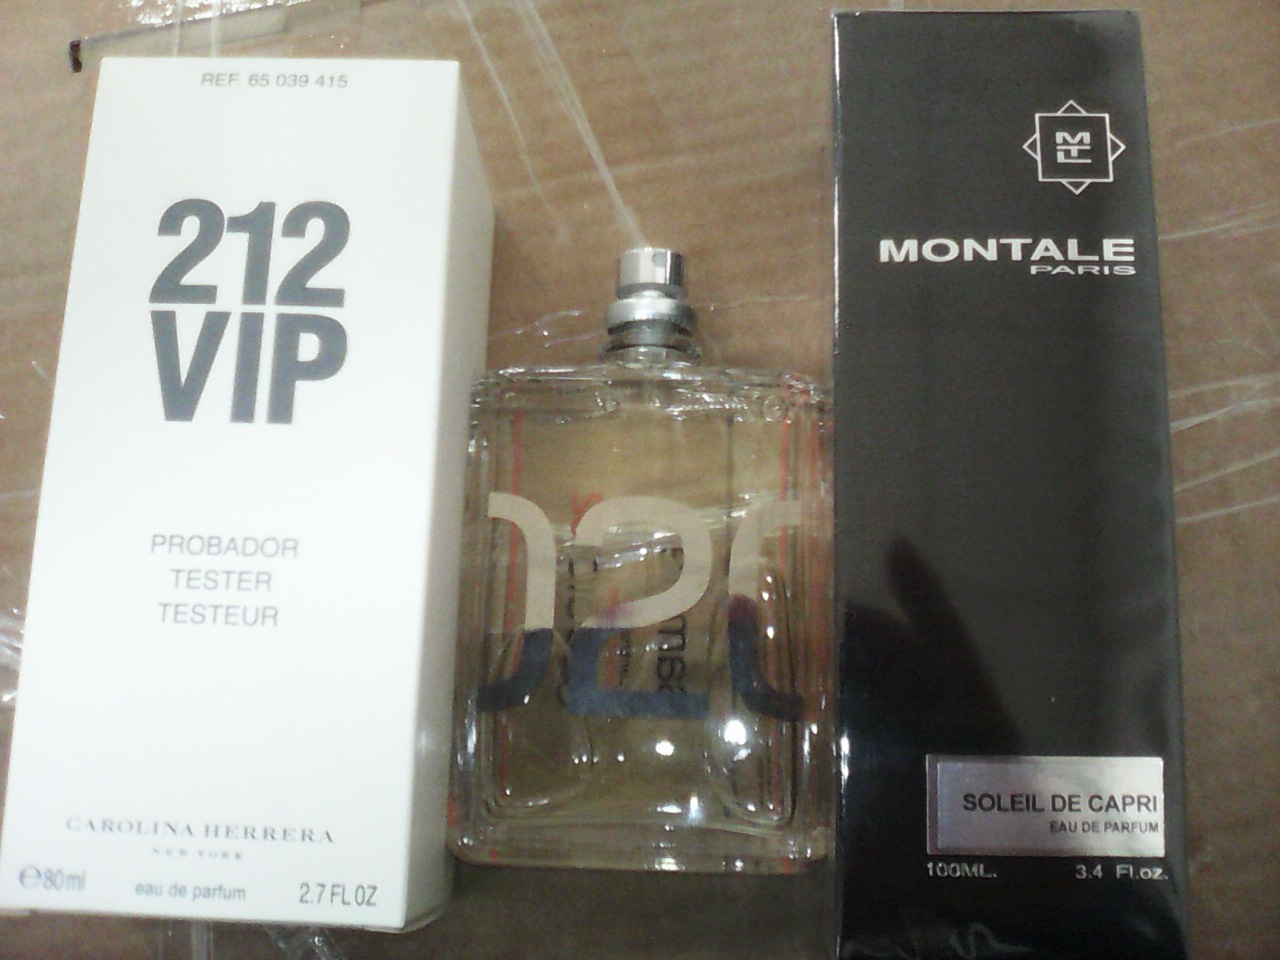 REF. 65 039 415
212
VIP
PROBADOR
TESTER
TESTEUR
CAROLINA HERRERA
NEW YORK
℮80ml eau de parfum 2.7 FL OZ
MTL
MONTALE
PARIS
SOLEIL DE CAPRI
EAU DE PARFUM
100ML. 3.4 Fl.oz.